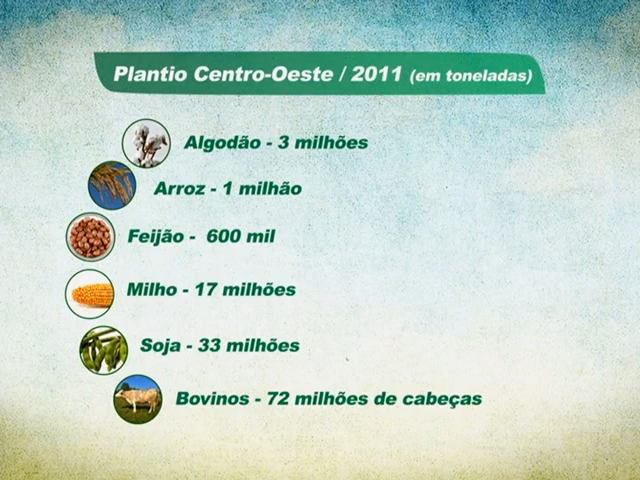 Plantio Centro-Oeste / 2011 (em toneladas)
Algodão - 3 milhões
Arroz - 1 milhão
Feijão - 600 mil
Milho - 17 milhões
Soja - 33 milhões
Bovinos - 72 milhões de cabeças